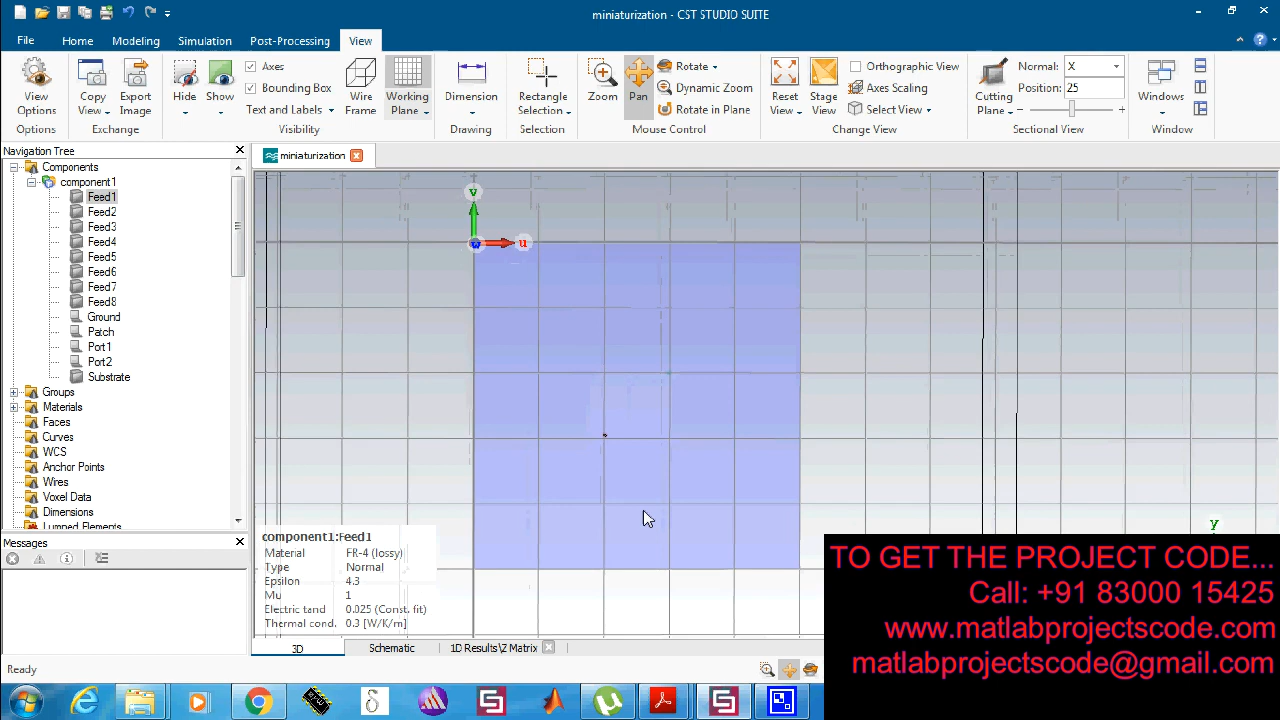 miniaturization - CST STUDIO SUITE
File Home Modeling Simulation Post-Processing View
View Options
Copy View
Export Image
Hide
Show
Axes
Bounding Box
Text and Labels
Wire Frame
Working Plane
Dimension
Rectangle Selection
Zoom
Pan
Rotate
Dynamic Zoom
Rotate in Plane
Reset View
Stage View
Orthographic View
Axes Scaling
Select View
Cutting Plane
Normal: X
Position: 25
Windows
Options Exchange Visibility Drawing Selection Mouse Control Change View Sectional View Window
Navigation Tree
miniaturization
Components
component1
Feed1
Feed2
Feed3
Feed4
Feed5
Feed6
Feed7
Feed8
Ground
Patch
Port1
Port2
Substrate
Groups
Materials
Faces
Curves
WCS
Anchor Points
Wires
Voxel Data
Dimensions
Lumped Elements
Messages
v
w
u
y
component1:Feed1
Material FR-4 (lossy)
Type Normal
Epsilon 4.3
Mu 1
Electric tand 0.025 (Const. fit)
Thermal cond. 0.3 [W/K/m]
3D Schematic 1D Results\Z Matrix
Ready
TO GET THE PROJECT CODE...
Call: +91 83000 15425
www.matlabprojectscode.com
matlabprojectscode@gmail.com